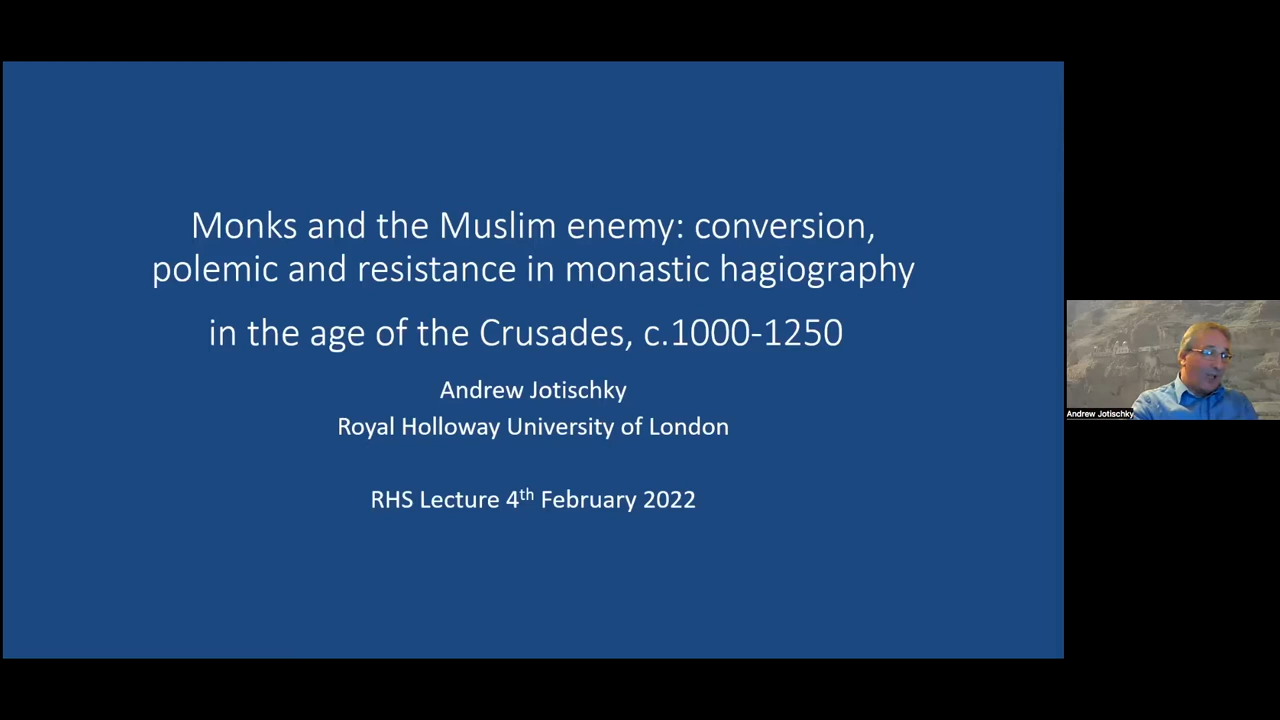 Monks and the Muslim enemy: conversion,
polemic and resistance in monastic hagiography
in the age of the Crusades, c.1000-1250
Andrew Jotischky
Royal Holloway University of London
RHS Lecture 4th February 2022
Andrew Jotischky